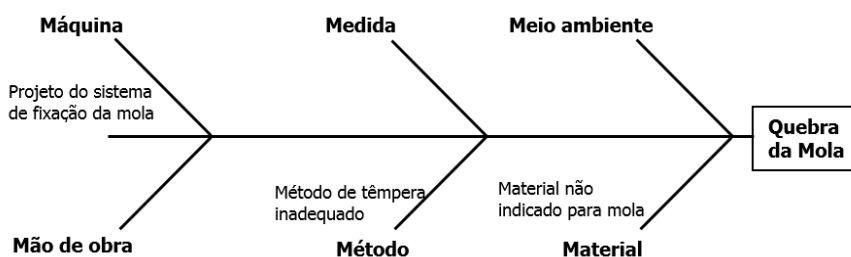 Máquina
Medida
Meio ambiente
Projeto do sistema
de fixação da mola
Quebra
da Mola
Método de têmpera
inadequado
Material não
indicado para mola
Mão de obra
Método
Material